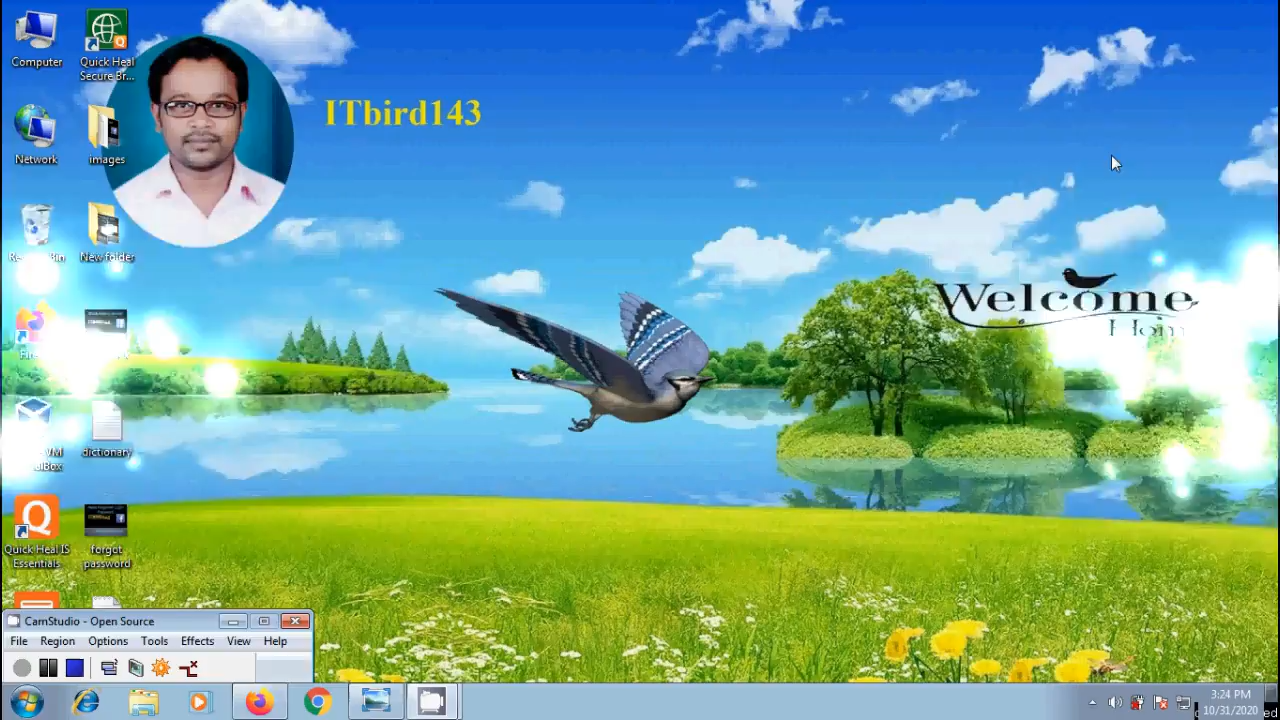 Computer
Quick Heal
Secure Br...
ITbird143
Network
images
New folder
Welcome
dictionary
Quick Heal IS
Essentials
forgot
password
CamStudio - Open Source
File Region Options Tools Effects View Help
3:24 PM
10/31/2020